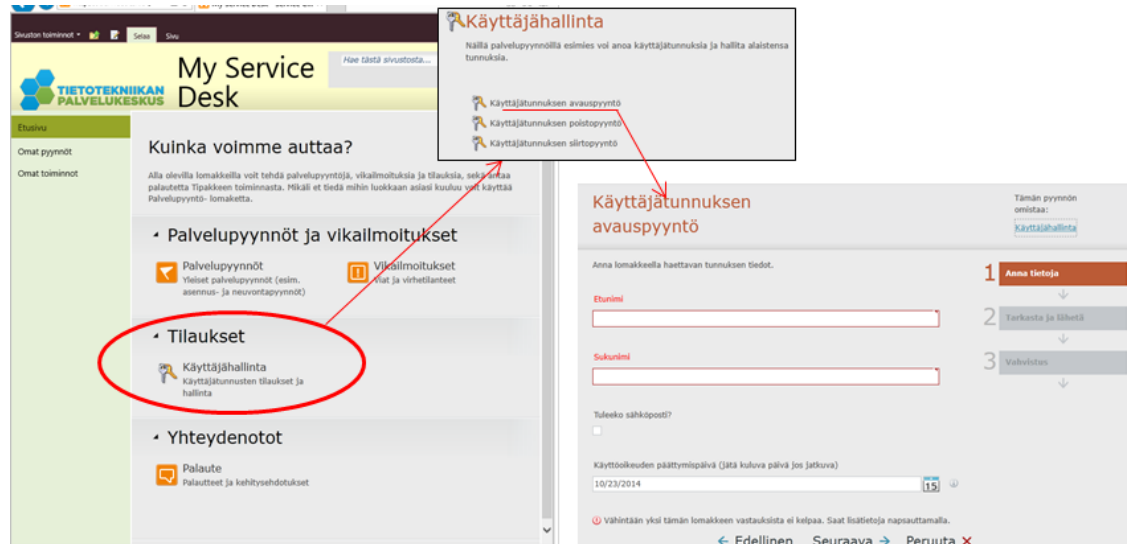 Sivuston toiminnot
Selaa
Sivu
TIETOTEKNIIKAN
PALVELUKESKUS
My Service
Desk
Hae tästä sivustosta...
Etusivu
Omat pyynnöt
Omat toiminnot
Kuinka voimme auttaa?
Alla olevilla lomakkeilla voit tehdä palvelupyyntöjä, vikailmoituksia ja tilauksia, sekä antaa
palautetta Tipakkeen toiminnasta. Mikäli et tiedä mihin luokkaan asiasi kuuluu voit käyttää
Palvelupyyntö- lomaketta.
Palvelupyynnöt ja vikailmoitukset
Palvelupyynnöt
Yleiset palvelupyynnöt (esim.
asennus- ja neuvontapyynnöt)
Vikailmoitukset
Viat ja virhetilanteet
Tilaukset
Käyttäjähallinta
Käyttäjätunnusten tilaukset ja
hallinta
Yhteydenotot
Palaute
Palautteet ja kehitysehdotukset
Käyttäjähallinta
Näillä palvelupyynnöillä esimies voi anoa käyttäjätunnuksia ja hallita alaistensa
tunnuksia.
Käyttäjätunnuksen avauspyyntö
Käyttäjätunnuksen poistopyyntö
Käyttäjätunnuksen siirtopyyntö
Käyttäjätunnuksen
avauspyyntö
Tämän pyynnön
omistaa:
Käyttäjähallinta
Anna lomakkeella haettavan tunnuksen tiedot.
Etunimi
Sukunimi
Tuleeko sähköposti?
Käyttöoikeuden päättymispäivä (jätä kuluva päivä jos jatkuva)
10/23/2014
15
Vähintään yksi tämän lomakkeen vastauksista ei kelpaa. Saat lisätietoja napsauttamalla.
Edellinen Seuraava Peruuta
1 Anna tietoja
2 Tarkasta ja lähetä
3 Vahvistus